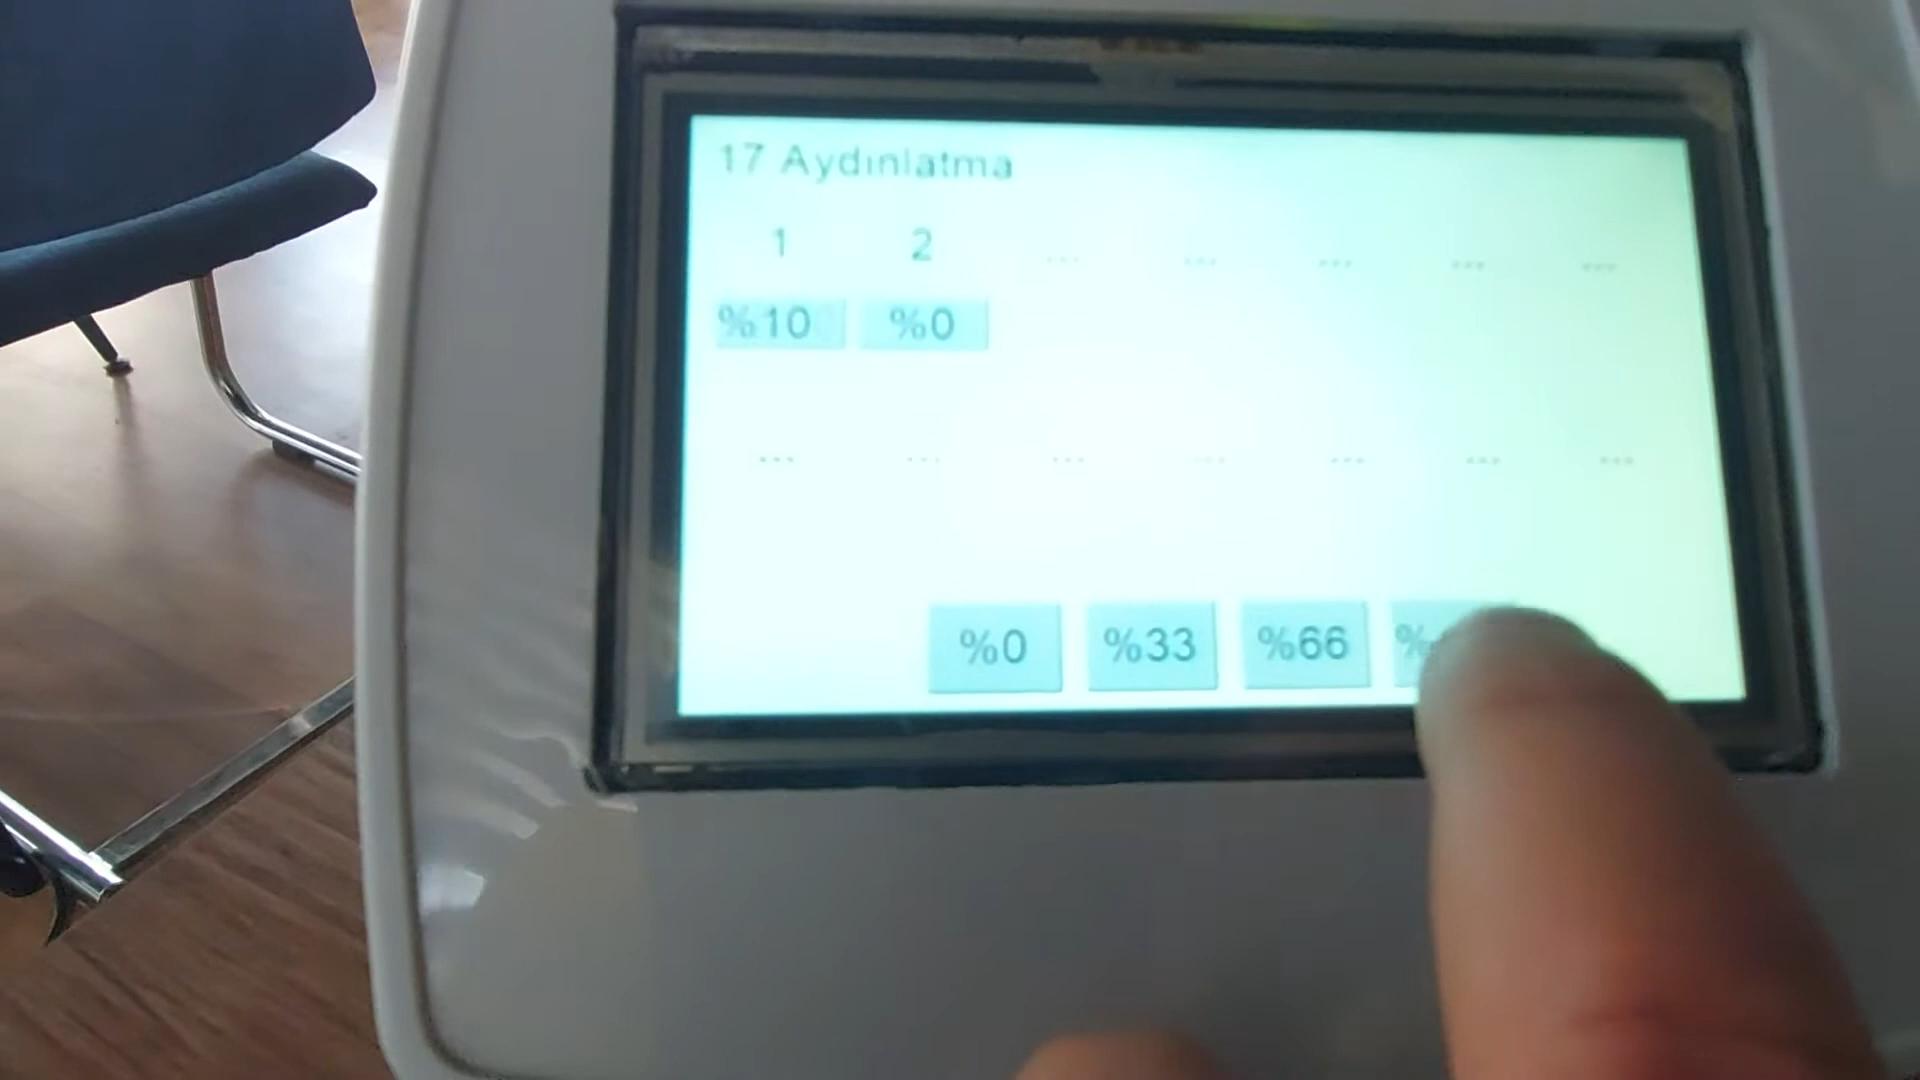 17 Aydınlatma
1 2 ... ... ... ... ...
%10 %0
... ... ... ... ... ... ...
%0 %33 %66